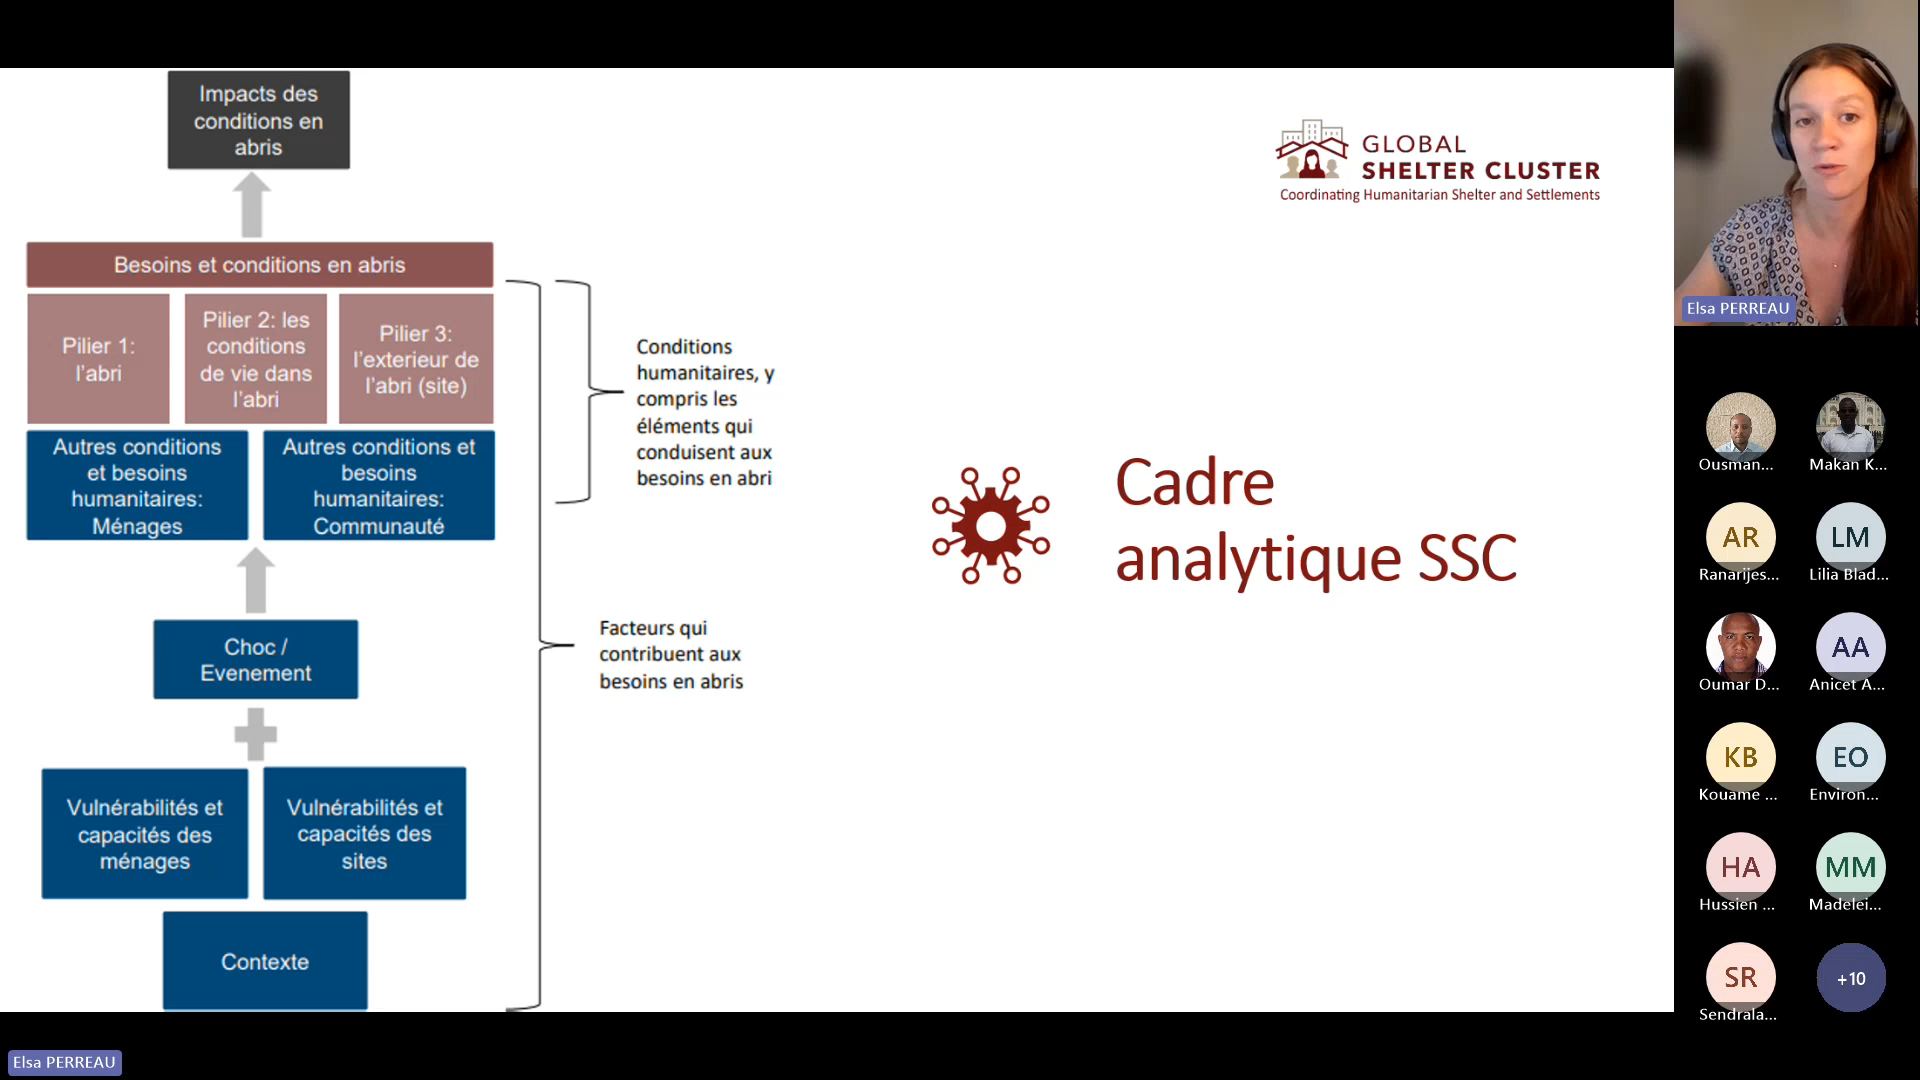 Impacts des
conditions en
abris
Besoins et conditions en abris
Pilier 1:
l'abri
Pilier 2: les
conditions
de vie dans
l'abri
Pilier 3:
l'exterieur de
l'abri (site)
Autres conditions
et besoins
humanitaires:
Ménages
Autres conditions et
besoins
humanitaires:
Communauté
Choc /
Evenement
Vulnérabilités et
capacités des
ménages
Vulnérabilités et
capacités des
sites
Contexte
Conditions
humanitaires, y
compris les
éléments qui
conduisent aux
besoins en abri
Facteurs qui
contribuent aux
besoins en abris
GLOBAL
SHELTER CLUSTER
Coordinating Humanitarian Shelter and Settlements
Cadre
analytique SSC
Elsa PERREAU
Ousman...
Makan K...
AR
Ranarijes...
LM
Lilia Blad...
Oumar D...
AA
Anicet A...
KB
Kouame ...
EO
Environ...
HA
Hussien ...
MM
Madelei...
SR
Sendrala...
+10
Elsa PERREAU